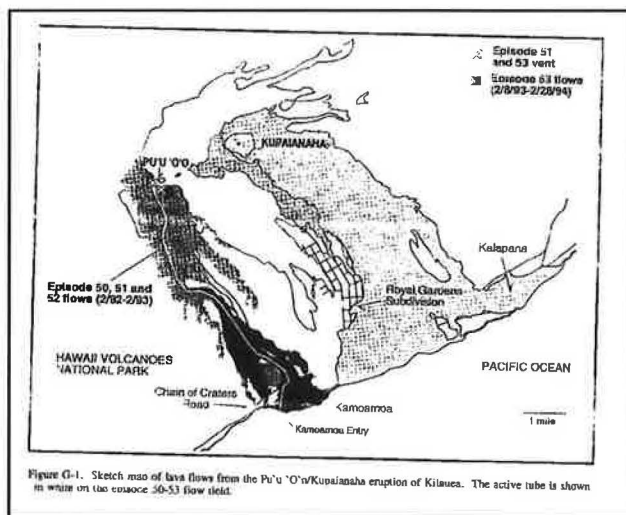 Episode 51
and 53 vent
Episode 53 flows
(2/8/93-2/28/94)
KUPAIANAHA
PU'U 'O'O
Kalapana
Episode 50, 51 and
52 flows (2/92-2/93)
Royal Gardens
Subdivision
HAWAII VOLCANOES
NATIONAL PARK
PACIFIC OCEAN
Chain of Craters
Road
Kamoamoa
Kamoamoa Entry
1 mile
Figure G-1. Sketch map of lava flows from the Pu'u 'O'o/Kupaianaha eruption of Kilauea. The active tube is shown
in white on the episode 50-53 flow field.